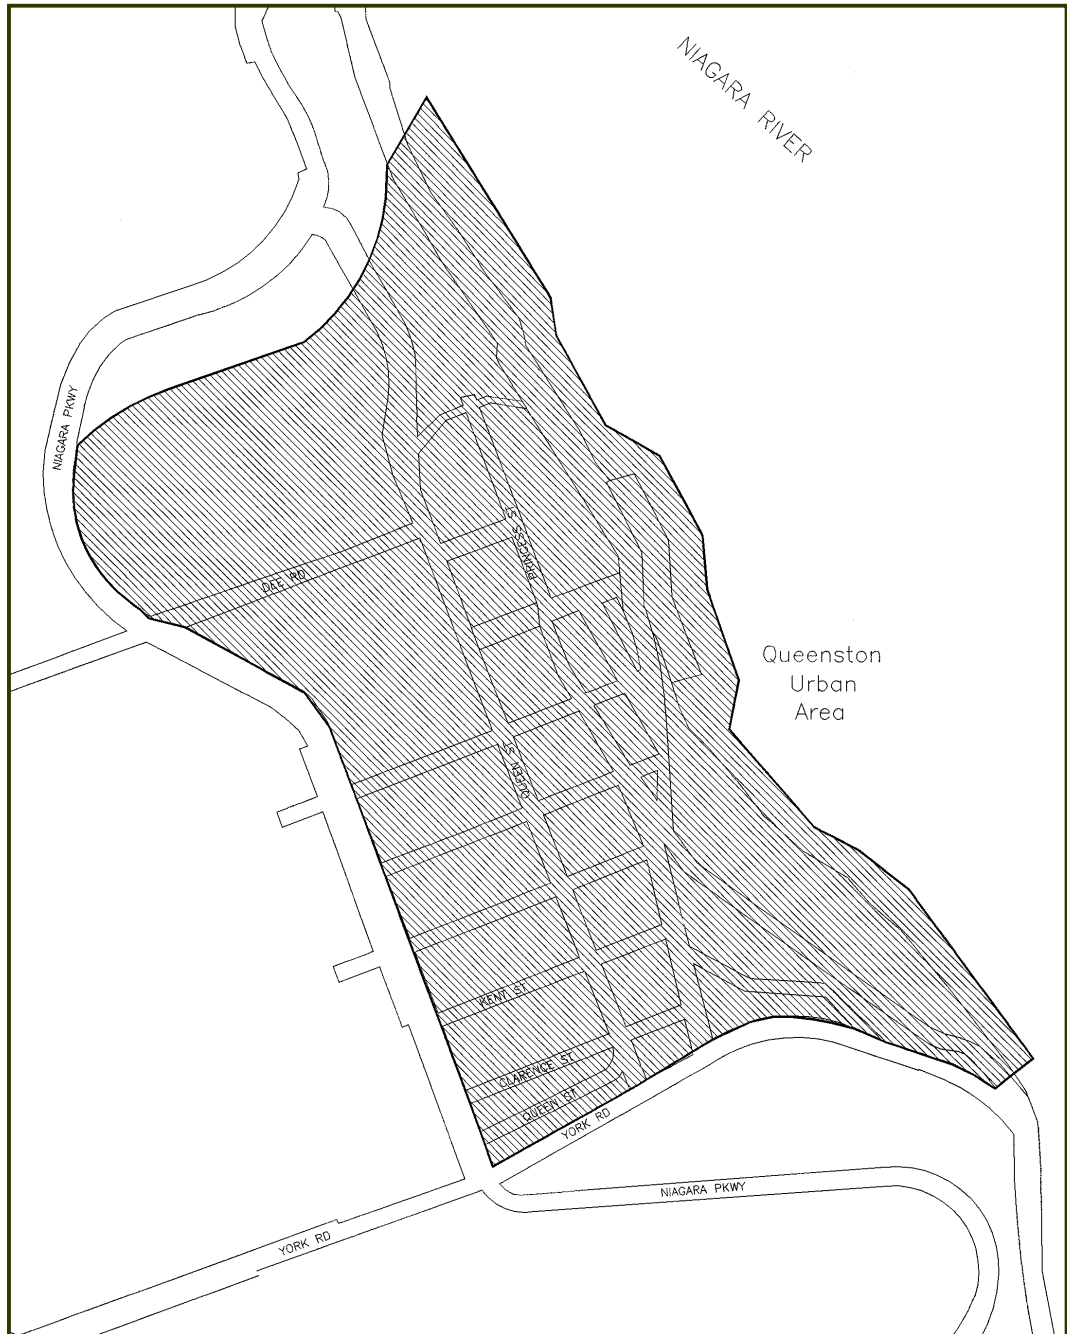 NIAGARA RIVER
NIAGARA PKWY
PRINCESS ST
DEE RD
Queenston
Urban
Area
QUEEN ST
KENT ST
CLARENCE ST
QUEEN ST
YORK RD
NIAGARA PKWY
YORK RD